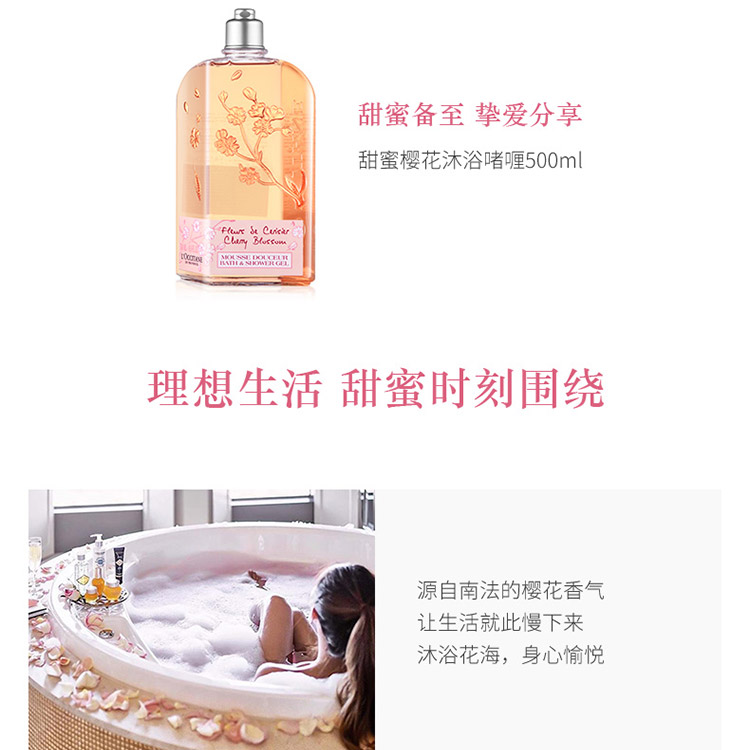 甜蜜备至 挚爱分享
甜蜜樱花沐浴啫喱500ml
Fleurs de Cerisier
Cherry Blossom
L'OCCITANE
MOUSSE DOUCEUR
BATH & SHOWER GEL
理想生活 甜蜜时刻围绕
源自南法的樱花香气
让生活就此慢下来
沐浴花海，身心愉悦